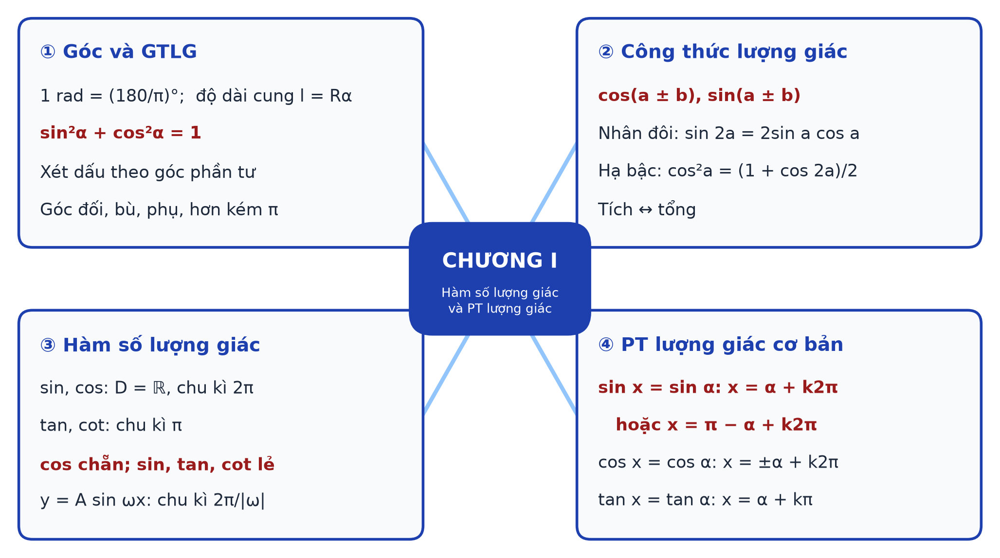 ① Góc và GTLG
1 rad = (180/π)°;  độ dài cung l = Rα
sin²α + cos²α = 1
Xét dấu theo góc phần tư
Góc đối, bù, phụ, hơn kém π
② Công thức lượng giác
cos(a ± b), sin(a ± b)
Nhân đôi: sin 2a = 2sin a cos a
Hạ bậc: cos²a = (1 + cos 2a)/2
Tích ↔ tổng
CHƯƠNG I
Hàm số lượng giác
và PT lượng giác
③ Hàm số lượng giác
sin, cos: D = ℝ, chu kì 2π
tan, cot: chu kì π
cos chẵn; sin, tan, cot lẻ
y = A sin ωx: chu kì 2π/|ω|
④ PT lượng giác cơ bản
sin x = sin α: x = α + k2π
hoặc x = π − α + k2π
cos x = cos α: x = ±α + k2π
tan x = tan α: x = α + kπ